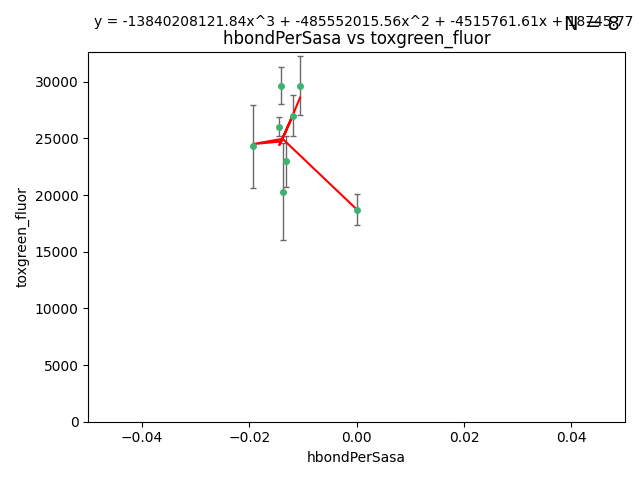 y = -13840208121.84x^3 + -485552015.56x^2 + -4515761.61x + 18745.77
N = 8
hbondPerSasa vs toxgreen_fluor
30000
25000
20000
15000
10000
5000
0
toxgreen_fluor
−0.04 −0.02 0.00 0.02 0.04
hbondPerSasa